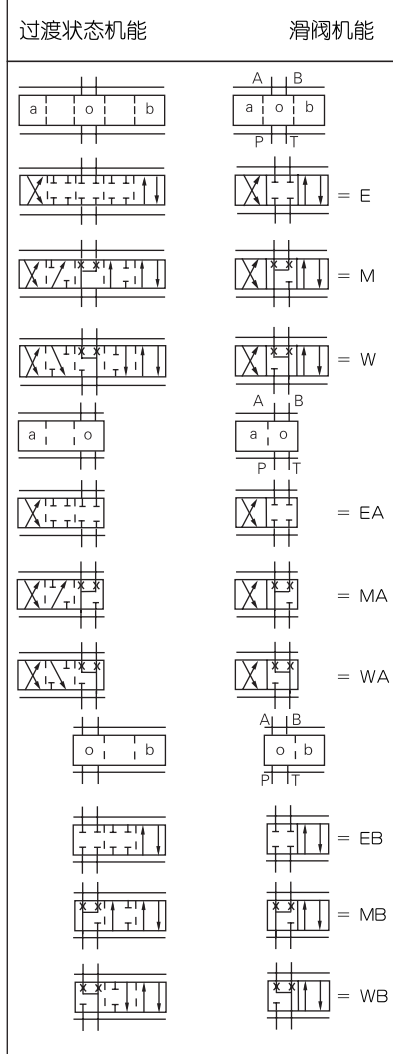 过渡状态机能 滑阀机能
A B
a o b a o b
P T
= E
= M
= W
A B
a o a o
P T
= EA
= MA
= WA
A B
o b o b
P T
= EB
= MB
= WB